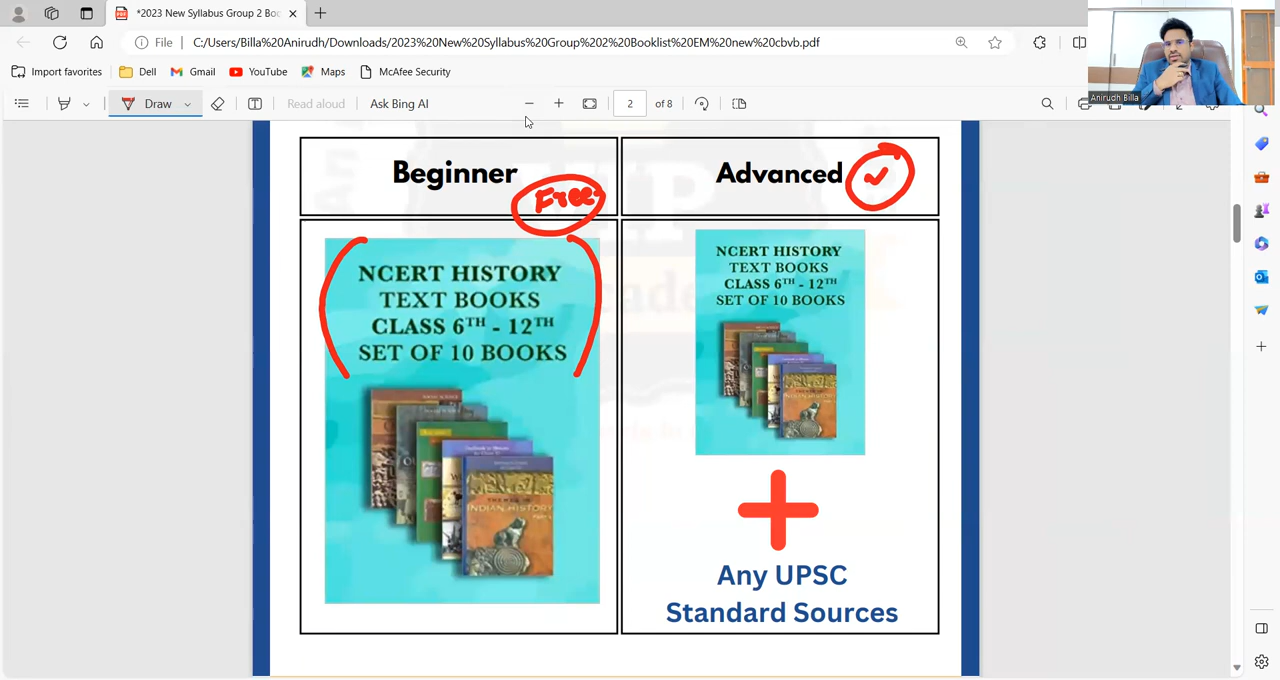 *2023 New Syllabus Group 2 Boo
File
C:/Users/Billa%20Anirudh/Downloads/2023%20New%20Syllabus%20Group%202%20Booklist%20EM%20new%20cbvb.pdf
Import favorites
Dell
Gmail
YouTube
Maps
McAfee Security
Draw
Read aloud
Ask Bing AI
2
of 8
Anirudh Billa
Beginner
Free
Advanced
NCERT HISTORY
TEXT BOOKS
CLASS 6TH - 12TH
SET OF 10 BOOKS
INDIAN HISTORY
NCERT HISTORY
TEXT BOOKS
CLASS 6TH - 12TH
SET OF 10 BOOKS
INDIAN HISTORY
Any UPSC
Standard Sources